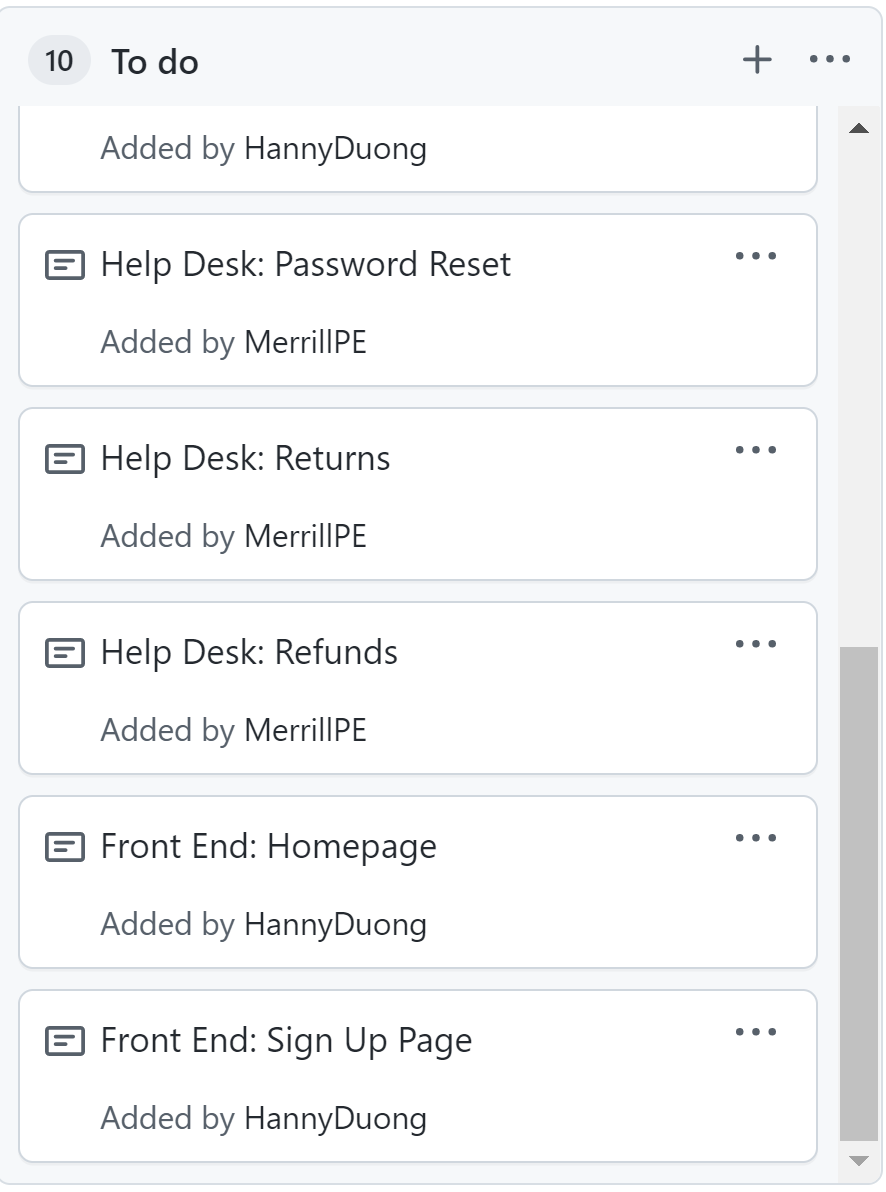 10 To do
Added by HannyDuong
Help Desk: Password Reset
Added by MerrillPE
Help Desk: Returns
Added by MerrillPE
Help Desk: Refunds
Added by MerrillPE
Front End: Homepage
Added by HannyDuong
Front End: Sign Up Page
Added by HannyDuong